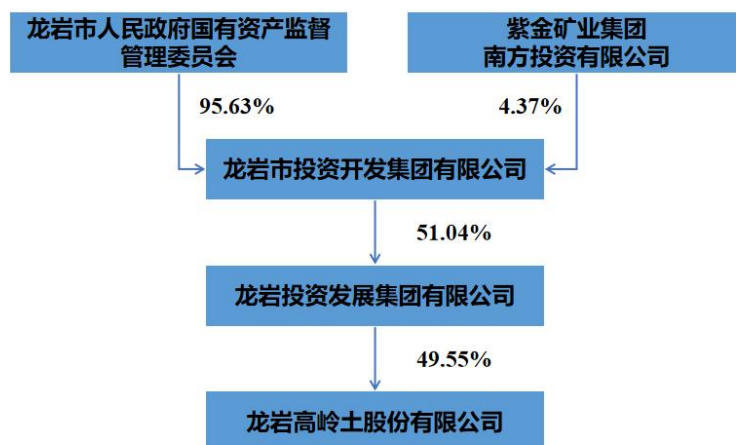 龙岩市人民政府国有资产监督
管理委员会
紫金矿业集团
南方投资有限公司
95.63%
4.37%
龙岩市投资开发集团有限公司
51.04%
龙岩投资发展集团有限公司
49.55%
龙岩高岭土股份有限公司